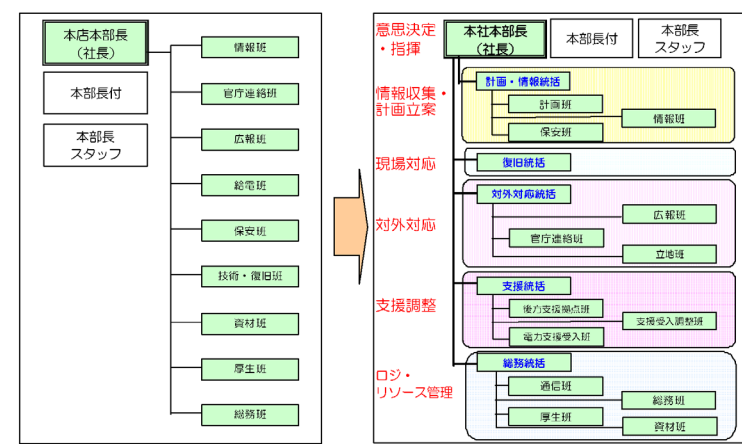 本店本部長
(社長)
本部長付
本部長
スタッフ
情報班
官庁連絡班
広報班
給電班
保安班
技術・復旧班
資材班
厚生班
総務班
意思決定
・指揮
本社本部長
(社長)
本部長付
本部長
スタッフ
情報収集・
計画立案
計画・情報統括
計画班
情報班
保安班
現場対応
復旧統括
対外対応
対外対応統括
広報班
官庁連絡班
立地班
支援調整
支援統括
後方支援拠点班
支援受入調整班
電力支援受入班
ロジ・
リソース管理
総務統括
通信班
総務班
厚生班
資材班